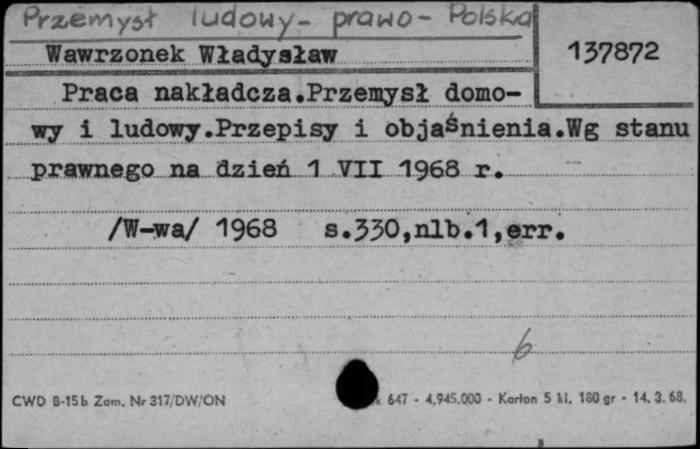 Przemysł ludowy - prawo - Polska
Wawrzonek Władysław
137872
Praca nakładcza.Przemysł domo-
wy i ludowy.Przepisy i objaśnienia.Wg stanu
prawnego na dzień 1 VII 1968 r.
/W-wa/ 1968 s.330,nlb.1,err.
6
CWD B-15b Zam. Nr 317/DW/ON
647 - 4,945.000 - Karton 5 kl. 180 gr - 14. 3. 68.